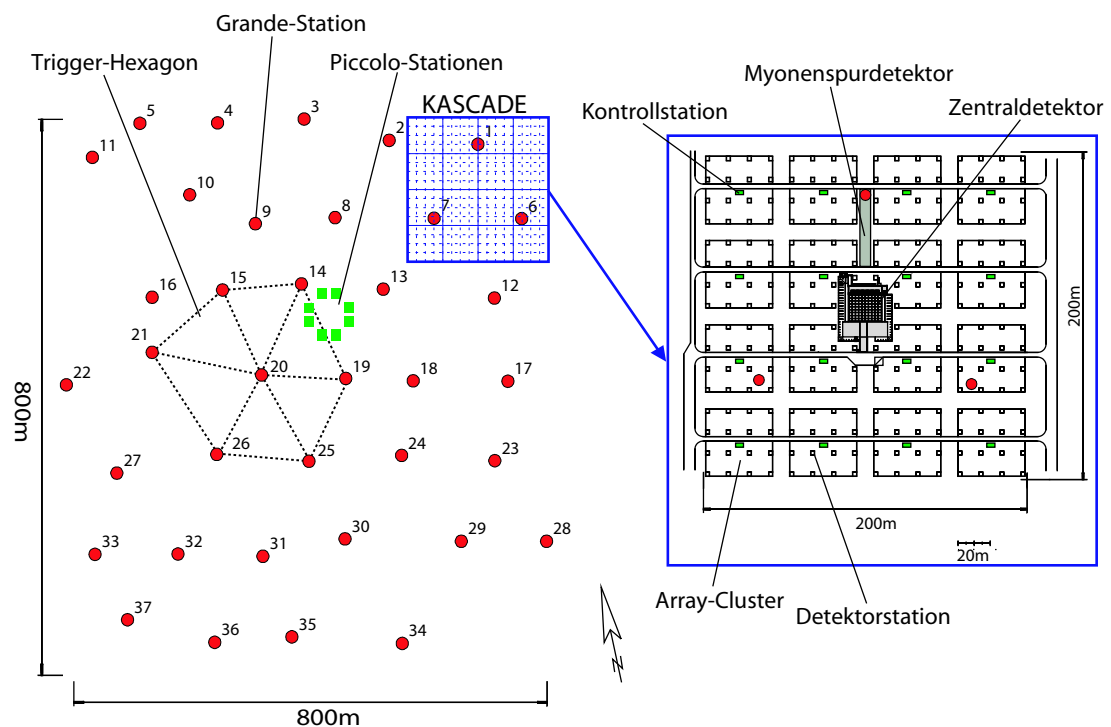 Grande-Station
Trigger-Hexagon
Piccolo-Stationen
KASCADE
5
4
3
2
1
11
10
9
8
7
6
16
15
14
13
12
21
20
19
18
17
22
26
25
24
23
27
33
32
31
30
29
28
37
36
35
34
800m
800m
Myonenspurdetektor
Kontrollstation
Zentraldetektor
200m
200m
20m
Array-Cluster
Detektorstation
N